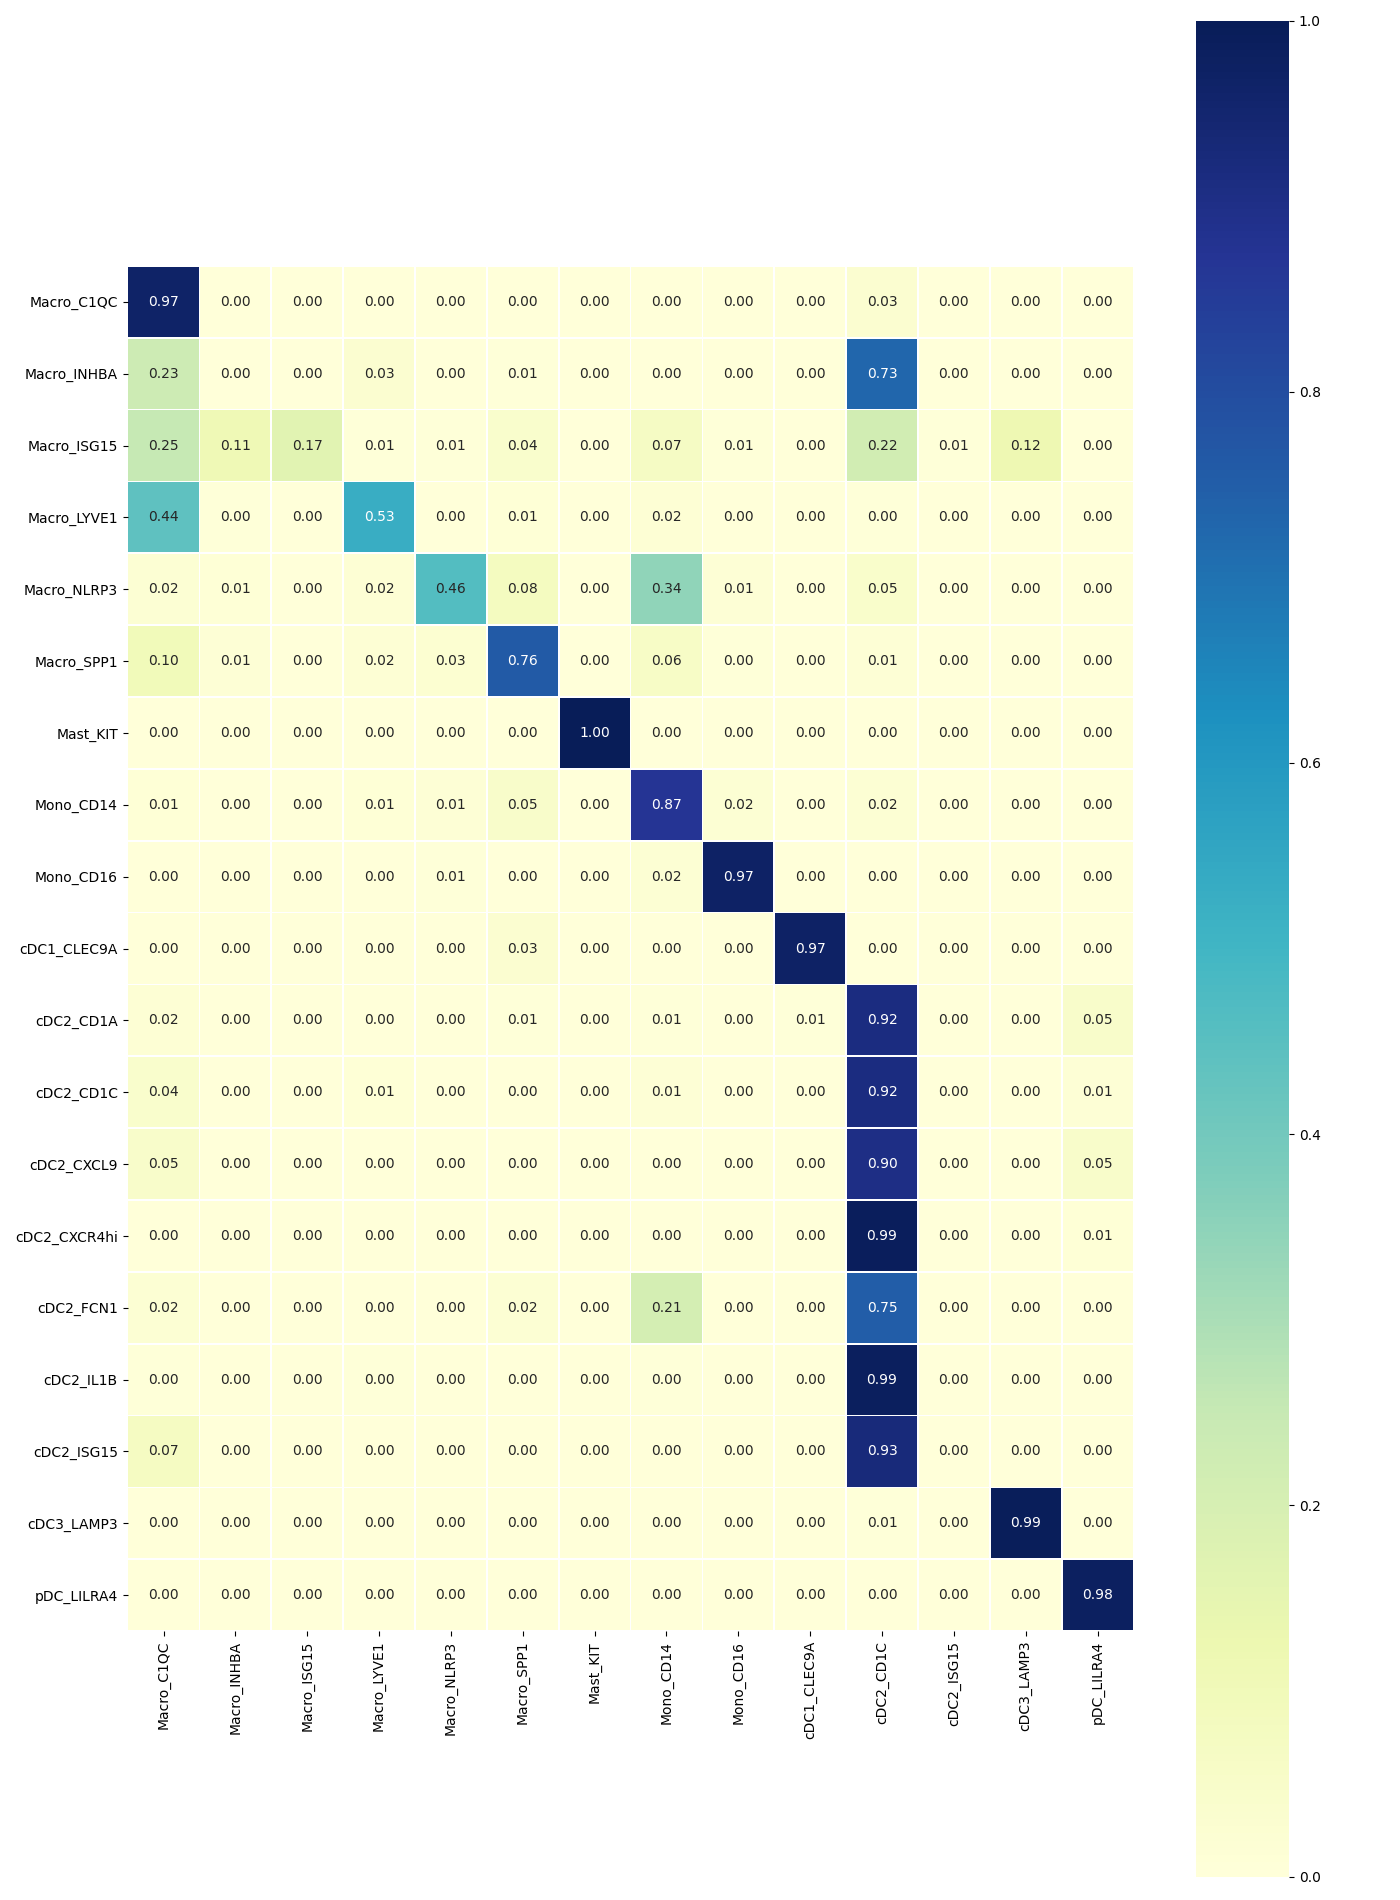 1.0
0.8
0.6
0.4
0.2
0.0
Macro_C1QC 0.97 0.00 0.00 0.00 0.00 0.00 0.00 0.00 0.00 0.00 0.03 0.00 0.00 0.00
Macro_INHBA 0.23 0.00 0.00 0.03 0.00 0.01 0.00 0.00 0.00 0.00 0.73 0.00 0.00 0.00
Macro_ISG15 0.25 0.11 0.17 0.01 0.01 0.04 0.00 0.07 0.01 0.00 0.22 0.01 0.12 0.00
Macro_LYVE1 0.44 0.00 0.00 0.53 0.00 0.01 0.00 0.02 0.00 0.00 0.00 0.00 0.00 0.00
Macro_NLRP3 0.02 0.01 0.00 0.02 0.46 0.08 0.00 0.34 0.01 0.00 0.05 0.00 0.00 0.00
Macro_SPP1 0.10 0.01 0.00 0.02 0.03 0.76 0.00 0.06 0.00 0.00 0.01 0.00 0.00 0.00
Mast_KIT 0.00 0.00 0.00 0.00 0.00 0.00 1.00 0.00 0.00 0.00 0.00 0.00 0.00 0.00
Mono_CD14 0.01 0.00 0.00 0.01 0.01 0.05 0.00 0.87 0.02 0.00 0.02 0.00 0.00 0.00
Mono_CD16 0.00 0.00 0.00 0.00 0.01 0.00 0.00 0.02 0.97 0.00 0.00 0.00 0.00 0.00
cDC1_CLEC9A 0.00 0.00 0.00 0.00 0.00 0.03 0.00 0.00 0.00 0.97 0.00 0.00 0.00 0.00
cDC2_CD1A 0.02 0.00 0.00 0.00 0.00 0.01 0.00 0.01 0.00 0.01 0.92 0.00 0.00 0.05
cDC2_CD1C 0.04 0.00 0.00 0.01 0.00 0.00 0.00 0.01 0.00 0.00 0.92 0.00 0.00 0.01
cDC2_CXCL9 0.05 0.00 0.00 0.00 0.00 0.00 0.00 0.00 0.00 0.00 0.90 0.00 0.00 0.05
cDC2_CXCR4hi 0.00 0.00 0.00 0.00 0.00 0.00 0.00 0.00 0.00 0.00 0.99 0.00 0.00 0.01
cDC2_FCN1 0.02 0.00 0.00 0.00 0.00 0.02 0.00 0.21 0.00 0.00 0.75 0.00 0.00 0.00
cDC2_IL1B 0.00 0.00 0.00 0.00 0.00 0.00 0.00 0.00 0.00 0.00 0.99 0.00 0.00 0.00
cDC2_ISG15 0.07 0.00 0.00 0.00 0.00 0.00 0.00 0.00 0.00 0.00 0.93 0.00 0.00 0.00
cDC3_LAMP3 0.00 0.00 0.00 0.00 0.00 0.00 0.00 0.00 0.00 0.00 0.01 0.00 0.99 0.00
pDC_LILRA4 0.00 0.00 0.00 0.00 0.00 0.00 0.00 0.00 0.00 0.00 0.00 0.00 0.00 0.98
Macro_C1QC
Macro_INHBA
Macro_ISG15
Macro_LYVE1
Macro_NLRP3
Macro_SPP1
Mast_KIT
Mono_CD14
Mono_CD16
cDC1_CLEC9A
cDC2_CD1C
cDC2_ISG15
cDC3_LAMP3
pDC_LILRA4